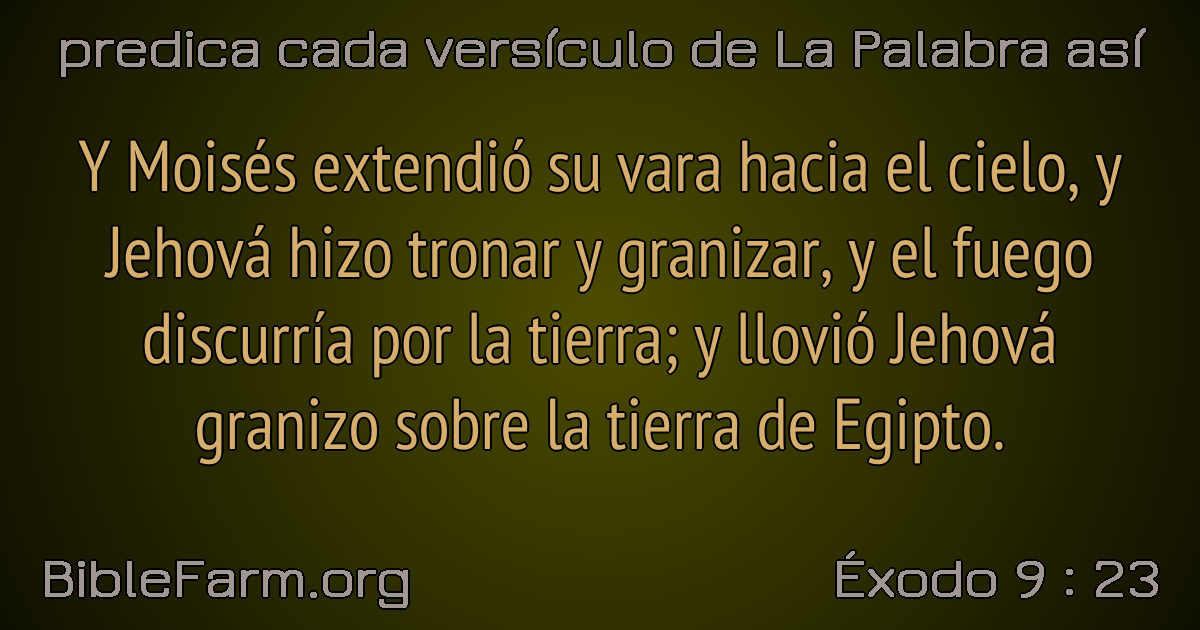 predica cada versículo de La Palabra así
Y Moisés extendió su vara hacia el cielo, y
Jehová hizo tronar y granizar, y el fuego
discurría por la tierra; y llovió Jehová
granizo sobre la tierra de Egipto.
BibleFarm.org
Éxodo 9 : 23